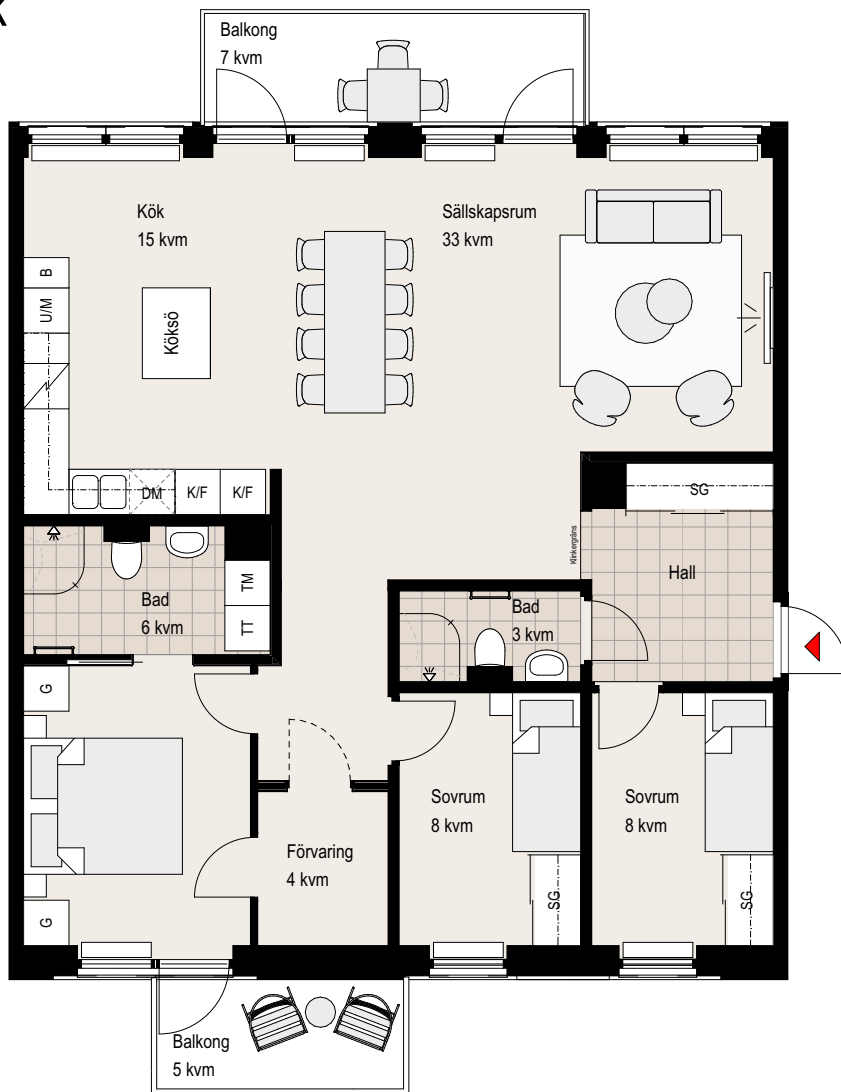 K
Balkong
7 kvm
Kök
15 kvm
Sällskapsrum
33 kvm
B
U/M
Köksö
DM
K/F
K/F
SG
Klinkergräns
Hall
Bad
6 kvm
TM
TT
Bad
3 kvm
G
Sovrum
8 kvm
Sovrum
8 kvm
Förvaring
4 kvm
SG
SG
G
Balkong
5 kvm